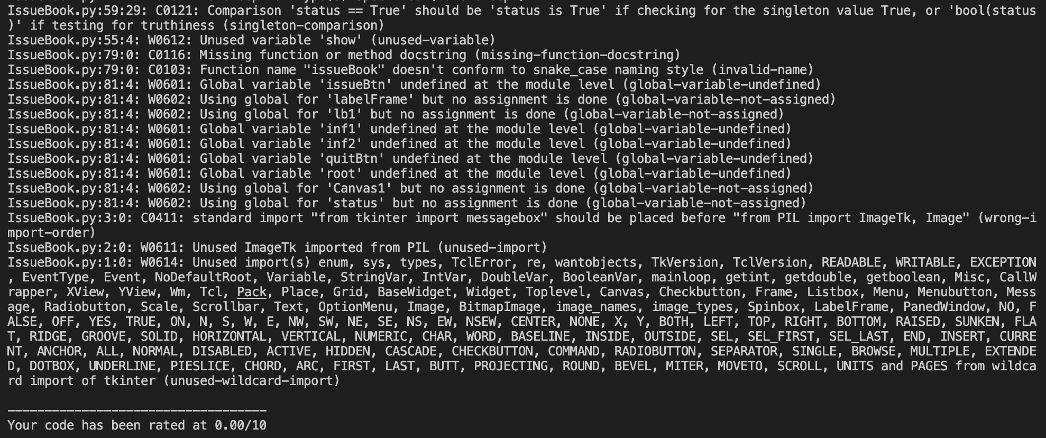 IssueBook.py:59:29: C0121: Comparison 'status == True' should be 'status is True' if checking for the singleton value True, or 'bool(status
)' if testing for truthiness (singleton-comparison)
IssueBook.py:55:4: W0612: Unused variable 'show' (unused-variable)
IssueBook.py:79:0: C0116: Missing function or method docstring (missing-function-docstring)
IssueBook.py:79:0: C0103: Function name "issueBook" doesn't conform to snake_case naming style (invalid-name)
IssueBook.py:81:4: W0601: Global variable 'issueBtn' undefined at the module level (global-variable-undefined)
IssueBook.py:81:4: W0602: Using global for 'labelFrame' but no assignment is done (global-variable-not-assigned)
IssueBook.py:81:4: W0602: Using global for 'lb1' but no assignment is done (global-variable-not-assigned)
IssueBook.py:81:4: W0601: Global variable 'inf1' undefined at the module level (global-variable-undefined)
IssueBook.py:81:4: W0601: Global variable 'inf2' undefined at the module level (global-variable-undefined)
IssueBook.py:81:4: W0601: Global variable 'quitBtn' undefined at the module level (global-variable-undefined)
IssueBook.py:81:4: W0601: Global variable 'root' undefined at the module level (global-variable-undefined)
IssueBook.py:81:4: W0602: Using global for 'Canvas1' but no assignment is done (global-variable-not-assigned)
IssueBook.py:81:4: W0602: Using global for 'status' but no assignment is done (global-variable-not-assigned)
IssueBook.py:3:0: C0411: standard import "from tkinter import messagebox" should be placed before "from PIL import ImageTk, Image" (wrong-i
mport-order)
IssueBook.py:2:0: W0611: Unused ImageTk imported from PIL (unused-import)
IssueBook.py:1:0: W0614: Unused import(s) enum, sys, types, TclError, re, wantobjects, TkVersion, TclVersion, READABLE, WRITABLE, EXCEPTION
, EventType, Event, NoDefaultRoot, Variable, StringVar, IntVar, DoubleVar, BooleanVar, mainloop, getint, getdouble, getboolean, Misc, CallW
rapper, XView, YView, Wm, Tcl, Pack, Place, Grid, BaseWidget, Widget, Toplevel, Canvas, Checkbutton, Frame, Listbox, Menu, Menubutton, Mess
age, Radiobutton, Scale, Scrollbar, Text, OptionMenu, Image, BitmapImage, image_names, image_types, Spinbox, LabelFrame, PanedWindow, NO, F
ALSE, OFF, YES, TRUE, ON, N, S, W, E, NW, SW, NE, SE, NS, EW, NSEW, CENTER, NONE, X, Y, BOTH, LEFT, TOP, RIGHT, BOTTOM, RAISED, SUNKEN, FLA
T, RIDGE, GROOVE, SOLID, HORIZONTAL, VERTICAL, NUMERIC, CHAR, WORD, BASELINE, INSIDE, OUTSIDE, SEL, SEL_FIRST, SEL_LAST, END, INSERT, CURRE
NT, ANCHOR, ALL, NORMAL, DISABLED, ACTIVE, HIDDEN, CASCADE, CHECKBUTTON, COMMAND, RADIOBUTTON, SEPARATOR, SINGLE, BROWSE, MULTIPLE, EXTENDE
D, DOTBOX, UNDERLINE, PIESLICE, CHORD, ARC, FIRST, LAST, BUTT, PROJECTING, ROUND, BEVEL, MITER, MOVETO, SCROLL, UNITS and PAGES from wildca
rd import of tkinter (unused-wildcard-import)
-----------------------------------
Your code has been rated at 0.00/10